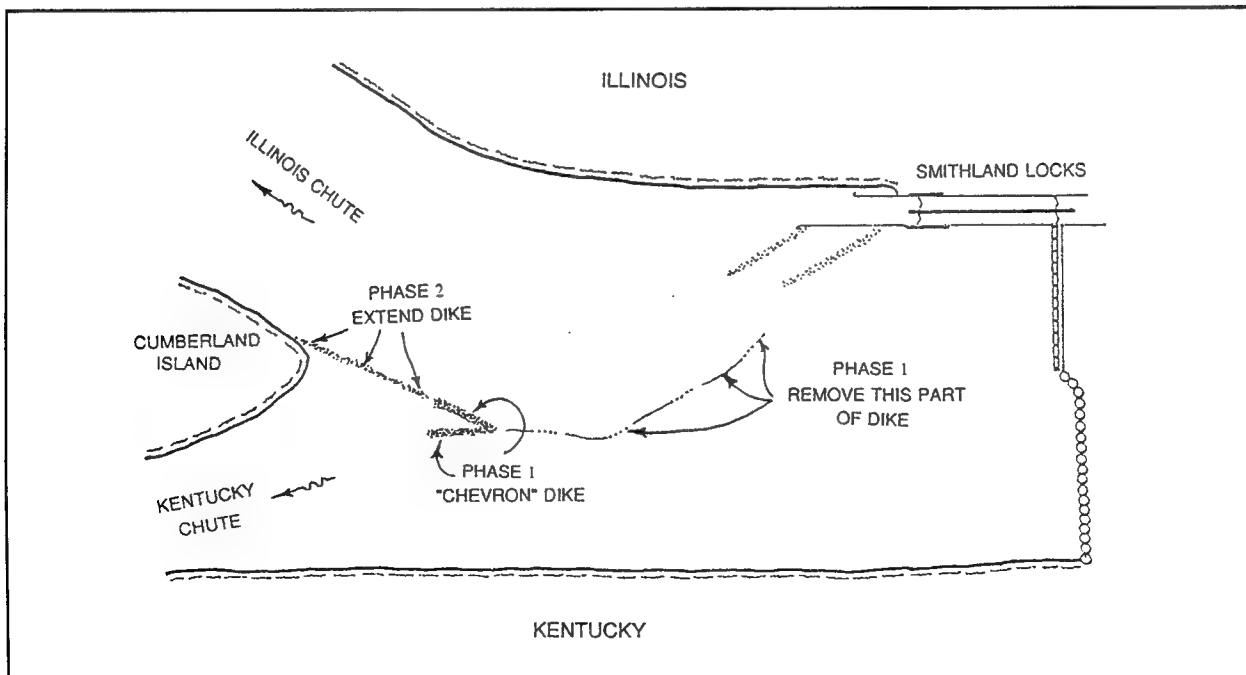 ILLINOIS
ILLINOIS CHUTE
SMITHLAND LOCKS
PHASE 2
EXTEND DIKE
CUMBERLAND
ISLAND
PHASE 1
REMOVE THIS PART
OF DIKE
PHASE 1
"CHEVRON" DIKE
KENTUCKY
CHUTE
KENTUCKY